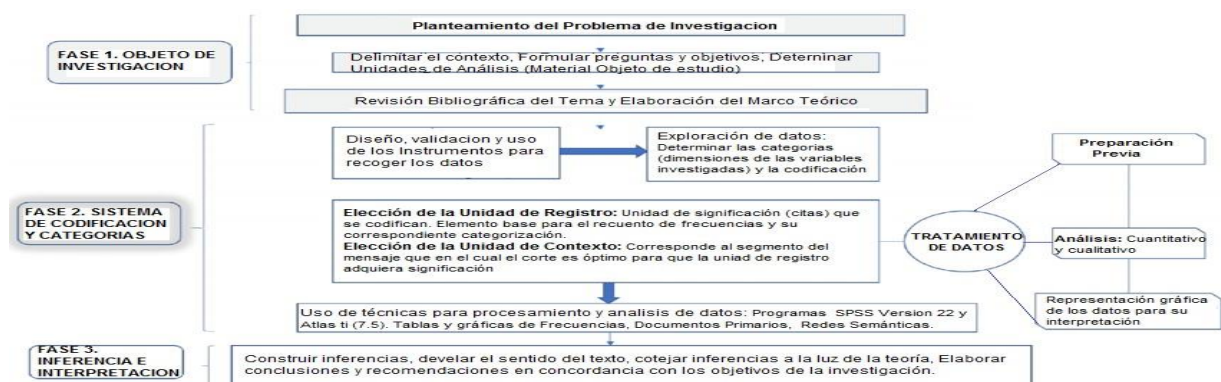 Planteamiento del Problema de Investigacion
FASE 1. OBJETO DE
INVESTIGACION
Delimitar el contexto, Formular preguntas y objetivos, Deterninar
Unidades de Análisis (Material Objeto de estudio)
Revisión Bibliográfica del Tema y Elaboración del Marco Teórico
FASE 2. SISTEMA
DE CODIFICACION
Y CATEGORIAS
Diseño, validacion y uso
de los Instrumentos para
recoger los datos
Exploración de datos:
Determinar las categorias
(dimensiones de las variables
investigadas) y la codificación
Elección de la Unidad de Registro: Unidad de significación (citas) que
se codifican. Elemento base para el recuento de frecuencias y su
correspondiente categorización.
Elección de la Unidad de Contexto: Corresponde al segmento del
mensaje que en el cual el corte es óptimo para que la uniad de registro
adquiera significación
TRATAMIENTO
DE DATOS
Preparación
Previa
Análisis: Cuantitativo
y cualitativo
Representación gráfica
de los datos para su
interpretación
Uso de técnicas para procesamiento y analisis de datos: Programas SPSS Version 22 y
Atlas ti (7.5). Tablas y gráficas de Frecuencias, Documentos Primarios, Redes Semánticas.
FASE 3.
INFERENCIA E
INTERPRETACION
Construir inferencias, develar el sentido del texto, cotejar inferencias a la luz de la teoría, Elaborar
conclusiones y recomendaciones en concordancia con los objetivos de la investigación.